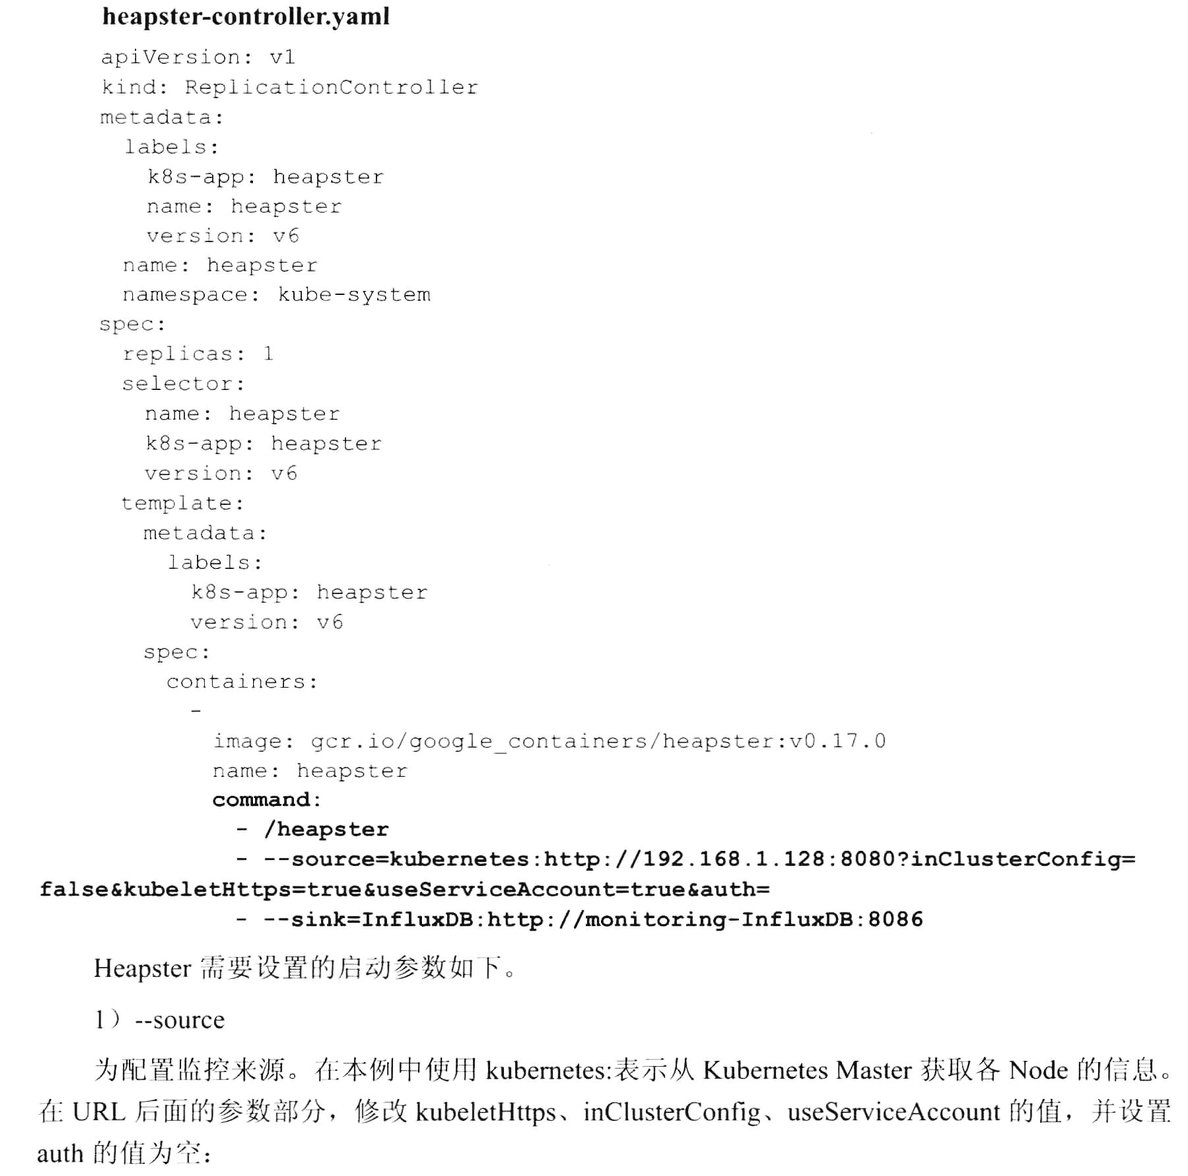 heapster-controller.yaml
apiVersion: v1
kind: ReplicationController
metadata:
  labels:
    k8s-app: heapster
    name: heapster
    version: v6
  name: heapster
  namespace: kube-system
spec:
  replicas: 1
  selector:
    name: heapster
    k8s-app: heapster
    version: v6
  template:
    metadata:
      labels:
        k8s-app: heapster
        version: v6
    spec:
      containers:
        -
          image: gcr.io/google_containers/heapster:v0.17.0
          name: heapster
          command:
            - /heapster
            - --source=kubernetes:http://192.168.1.128:8080?inClusterConfig=
false&kubeletHttps=true&useServiceAccount=true&auth=
            - --sink=InfluxDB:http://monitoring-InfluxDB:8086
Heapster 需要设置的启动参数如下。
1）--source
为配置监控来源。在本例中使用 kubernetes:表示从 Kubernetes Master 获取各 Node 的信息。
在 URL 后面的参数部分，修改 kubeletHttps、inClusterConfig、useServiceAccount 的值，并设置
auth 的值为空：